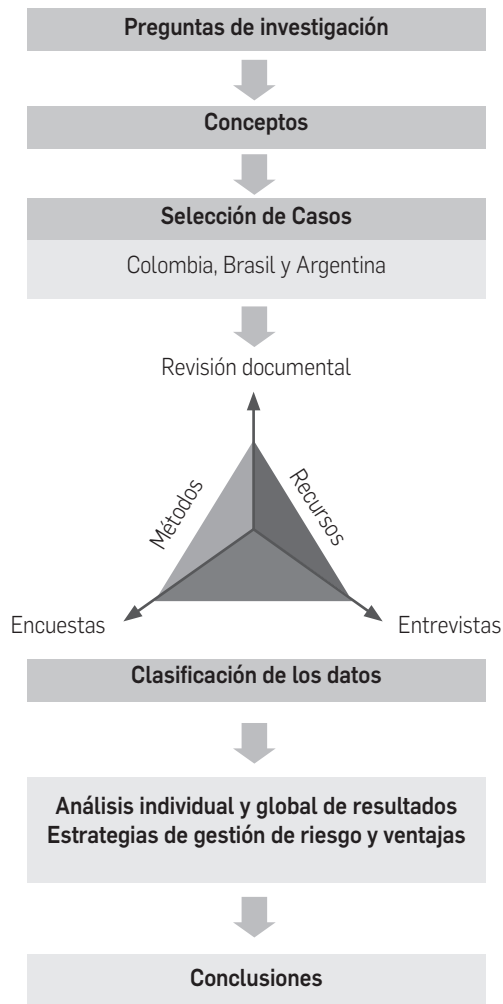 Preguntas de investigación
Conceptos
Selección de Casos
Colombia, Brasil y Argentina
Revisión documental
Métodos
Recursos
Encuestas
Entrevistas
Clasificación de los datos
Análisis individual y global de resultados
Estrategias de gestión de riesgo y ventajas
Conclusiones